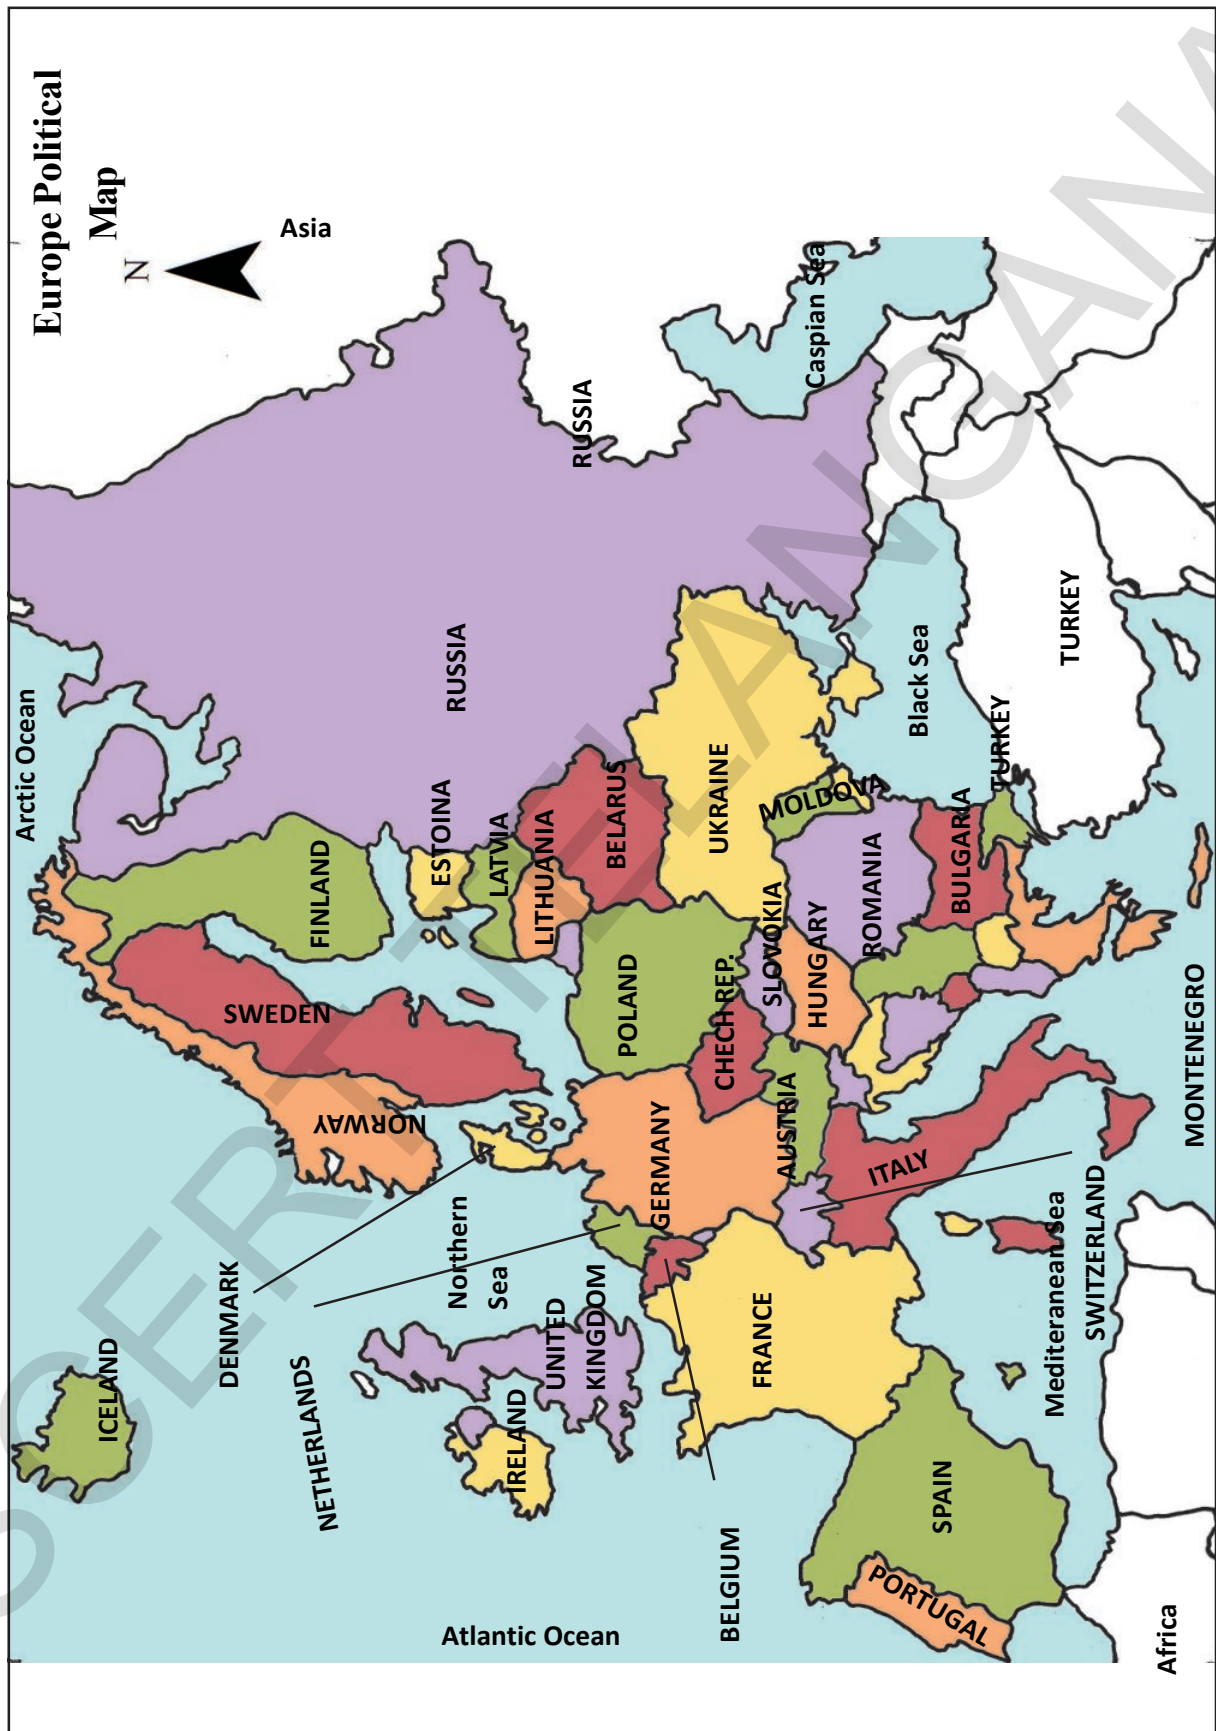 Europe Political
Map
N
Asia
Arctic Ocean
ICELAND
FINLAND
SWEDEN
NORWAY
RUSSIA
RUSSIA
ESTOINA
LATVIA
LITHUANIA
BELARUS
DENMARK
NETHERLANDS
Northern
Sea
UNITED
KINGDOM
IRELAND
POLAND
GERMANY
CHECH REP.
SLOVOKIA
UKRAINE
MOLDOVA
AUSTRIA
HUNGARY
ROMANIA
BULGARIA
Caspian Sea
Black Sea
TURKEY
TURKEY
BELGIUM
FRANCE
ITALY
SPAIN
PORTUGAL
Atlantic Ocean
Mediteranean Sea
SWITZERLAND
MONTENEGRO
Africa
SCERT TELANGANA